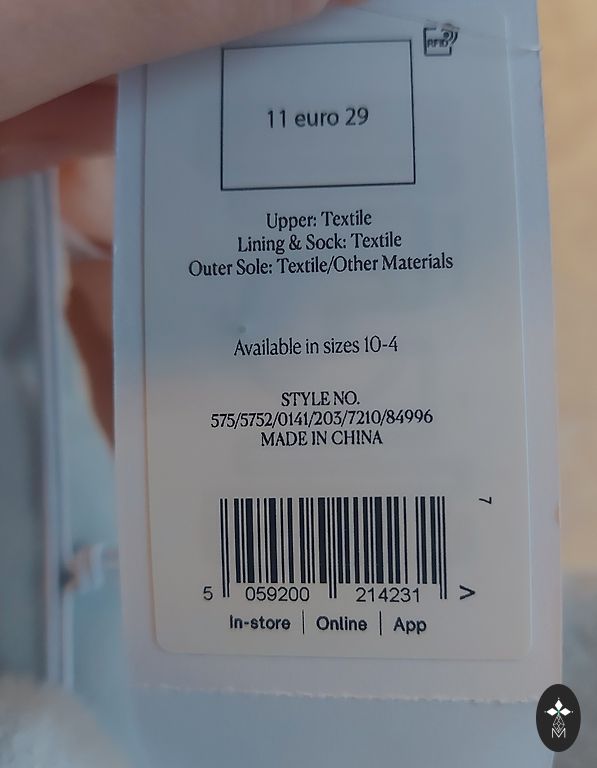 RFID
11 euro 29
Upper: Textile
Lining & Sock: Textile
Outer Sole: Textile/Other Materials
Available in sizes 10-4
STYLE NO.
575/5752/0141/203/7210/84996
MADE IN CHINA
7
5 059200 214231 >
In-store | Online | App
M